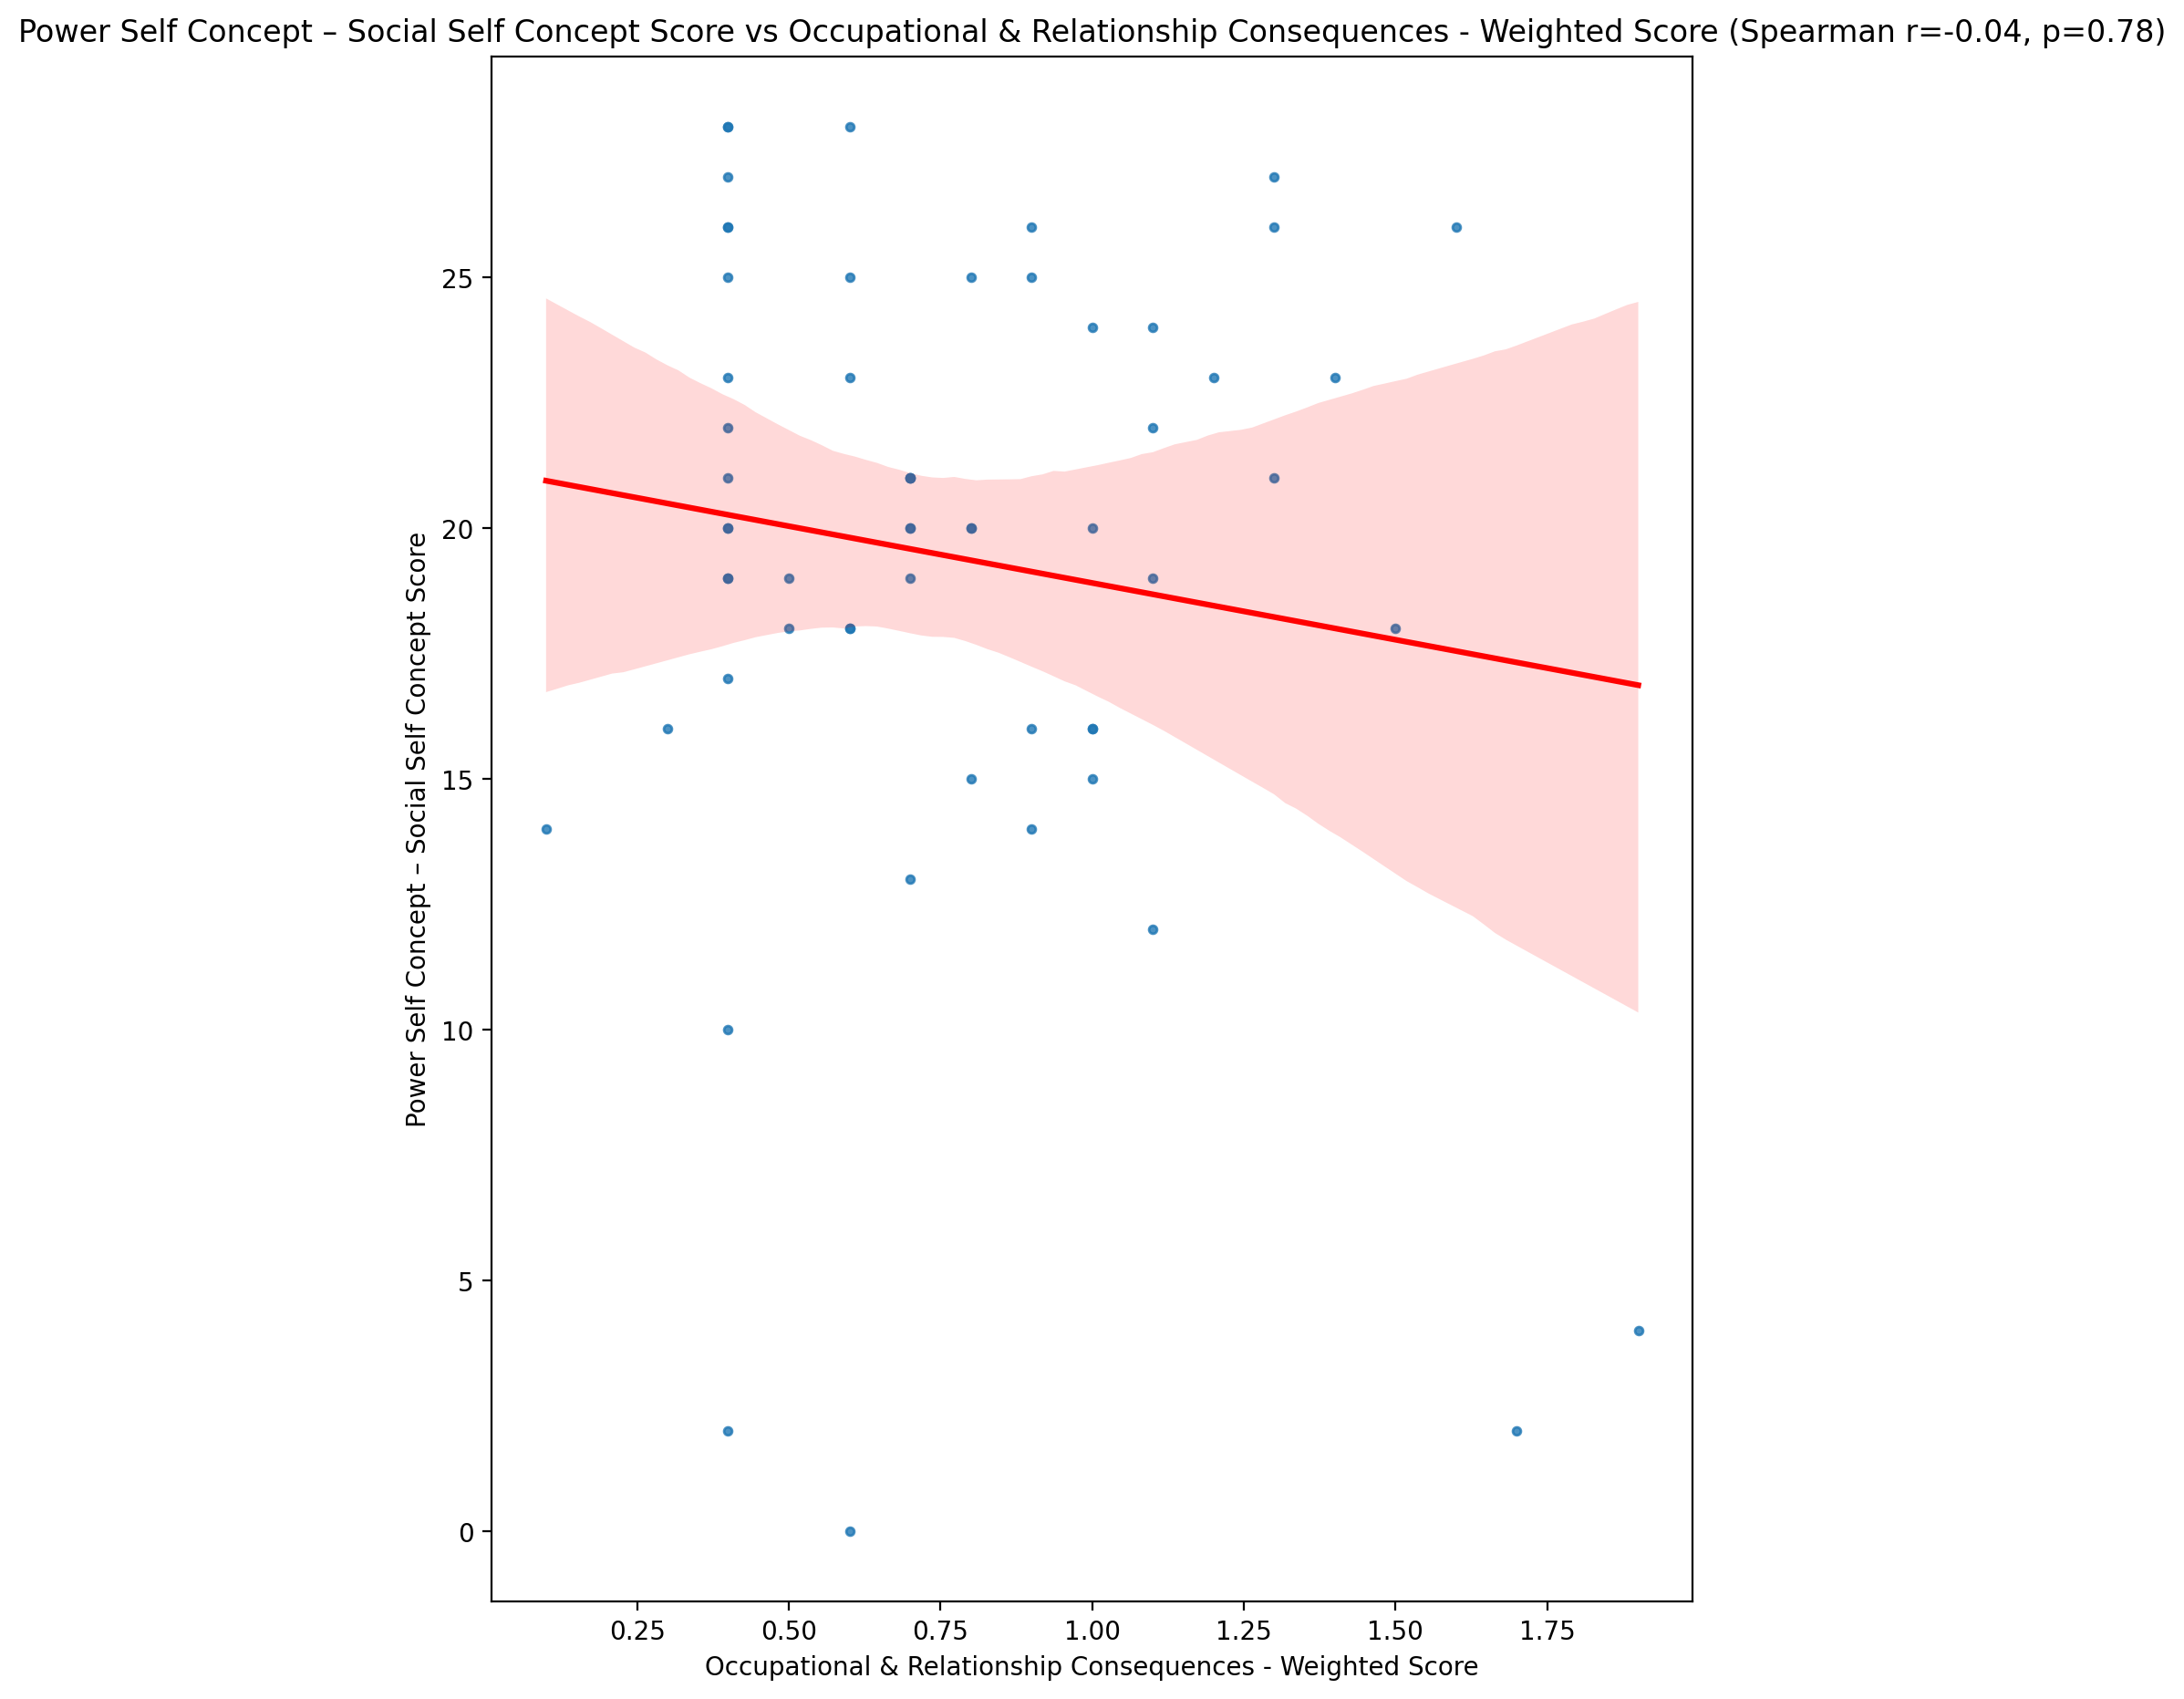 Power Self Concept – Social Self Concept Score vs Occupational & Relationship Consequences - Weighted Score (Spearman r=-0.04, p=0.78)
Power Self Concept – Social Self Concept Score
25
20
15
10
5
0
0.25 0.50 0.75 1.00 1.25 1.50 1.75
Occupational & Relationship Consequences - Weighted Score